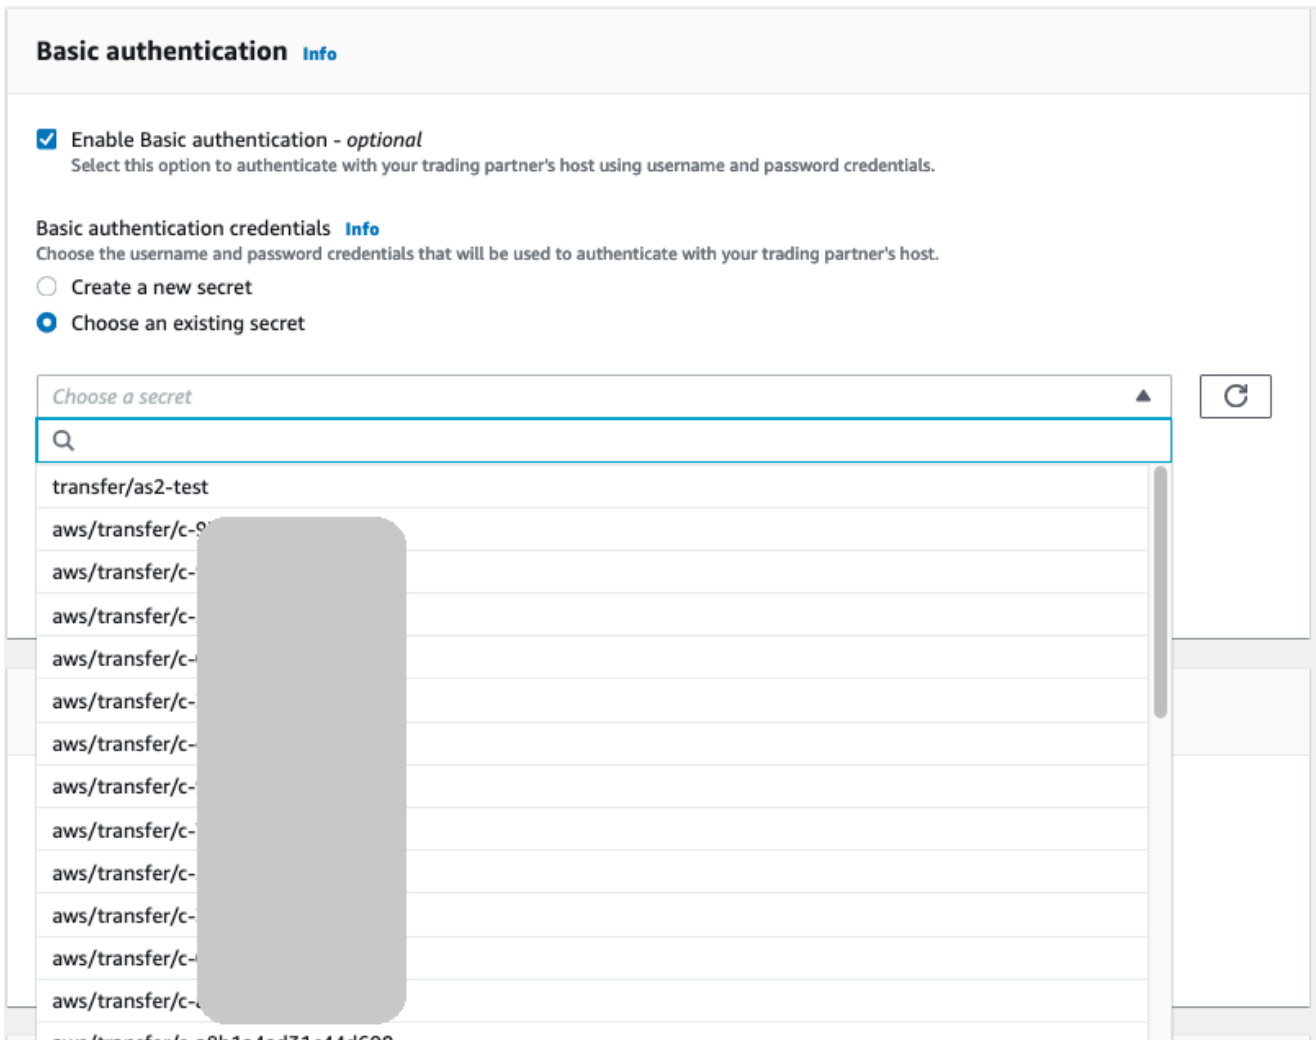 Basic authentication Info
Enable Basic authentication - optional
Select this option to authenticate with your trading partner's host using username and password credentials.
Basic authentication credentials Info
Choose the username and password credentials that will be used to authenticate with your trading partner's host.
Create a new secret
Choose an existing secret
Choose a secret
transfer/as2-test
aws/transfer/c-9
aws/transfer/c-
aws/transfer/c-
aws/transfer/c-
aws/transfer/c-
aws/transfer/c-
aws/transfer/c-
aws/transfer/c-
aws/transfer/c-
aws/transfer/c-
aws/transfer/c-
aws/transfer/c-